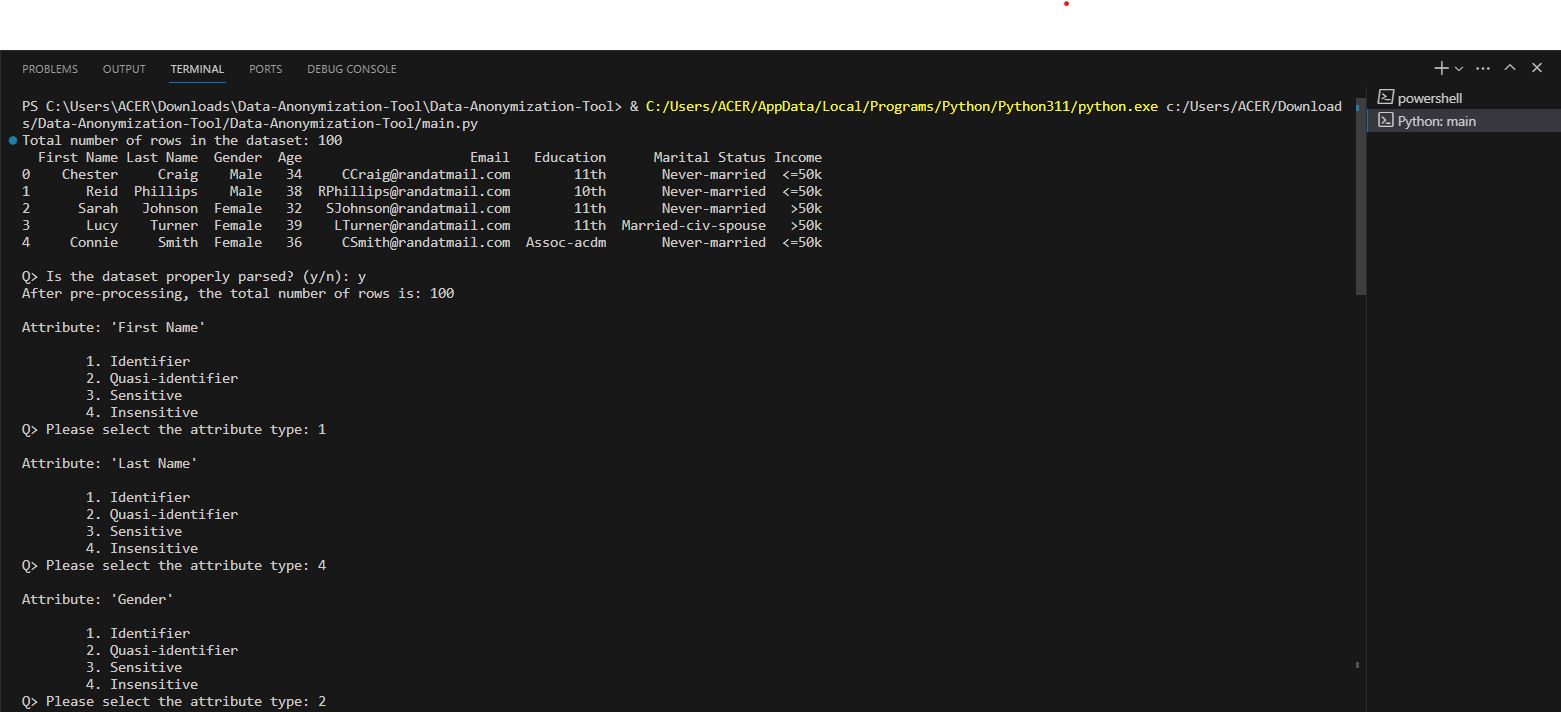 PROBLEMS OUTPUT TERMINAL PORTS DEBUG CONSOLE
powershell
Python: main
PS C:\Users\ACER\Downloads\Data-Anonymization-Tool\Data-Anonymization-Tool> & C:/Users/ACER/AppData/Local/Programs/Python/Python311/python.exe c:/Users/ACER/Download
s/Data-Anonymization-Tool/Data-Anonymization-Tool/main.py
Total number of rows in the dataset: 100
First Name Last Name Gender Age Email Education Marital Status Income
0 Chester Craig Male 34 CCraig@randatmail.com 11th Never-married <=50k
1 Reid Phillips Male 38 RPhillips@randatmail.com 10th Never-married <=50k
2 Sarah Johnson Female 32 SJohnson@randatmail.com 11th Never-married >50k
3 Lucy Turner Female 39 LTurner@randatmail.com 11th Married-civ-spouse >50k
4 Connie Smith Female 36 CSmith@randatmail.com Assoc-acdm Never-married <=50k
Q> Is the dataset properly parsed? (y/n): y
After pre-processing, the total number of rows is: 100
Attribute: 'First Name'
1. Identifier
2. Quasi-identifier
3. Sensitive
4. Insensitive
Q> Please select the attribute type: 1
Attribute: 'Last Name'
1. Identifier
2. Quasi-identifier
3. Sensitive
4. Insensitive
Q> Please select the attribute type: 4
Attribute: 'Gender'
1. Identifier
2. Quasi-identifier
3. Sensitive
4. Insensitive
Q> Please select the attribute type: 2